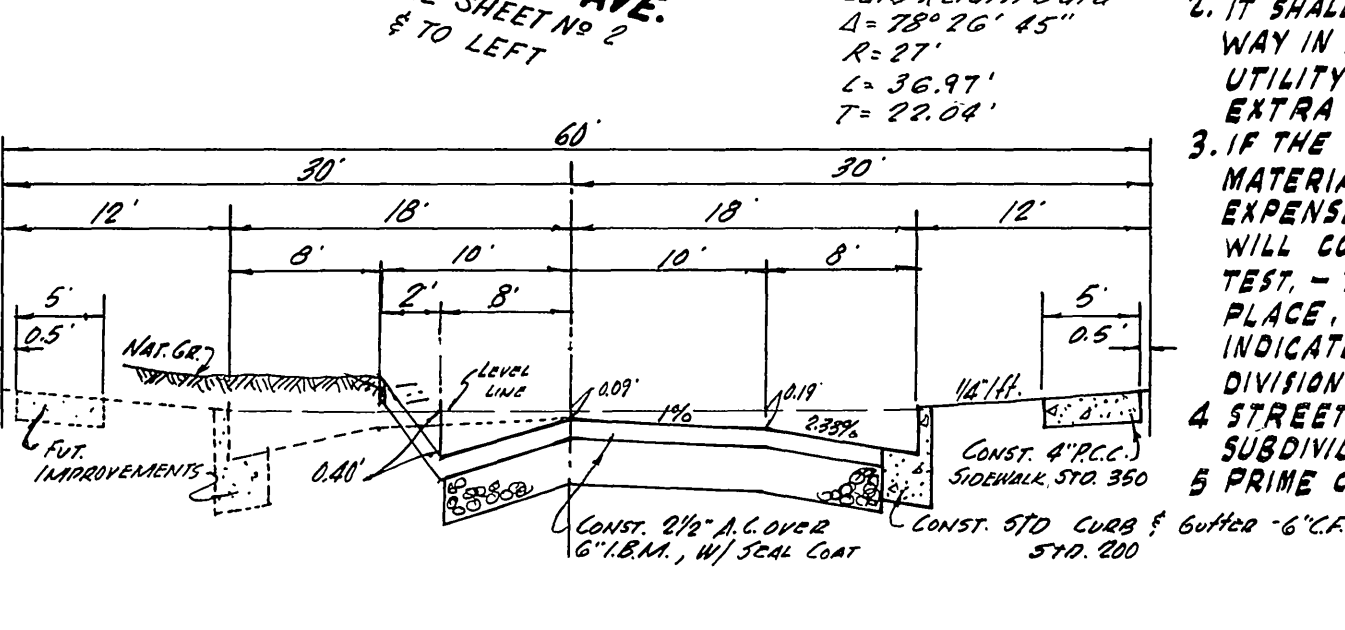 AVE.
SHEET Nº 2
& TO LEFT
Δ= 78° 26' 45"
R= 27'
L= 36.97'
T= 22.04'
60'
30' 30'
12' 18' 18' 12'
8' 10' 10' 8'
2' 8'
5' 5'
0.5' 0.5'
NAT. GR.
LEVEL
LINE
0.09'
1%
0.19'
2.33%
1/4"/ft.
FUT.
IMPROVEMENTS
0.40'
CONST. 4" P.C.C.
SIDEWALK, STD. 350
CONST. 2½" A.C. OVER
6" I.B.M., W/ SEAL COAT
CONST. STD CURB & Gutter - 6" C.F.
STD. 200
2. IT SHALL
WAY IN
UTILITY
EXTRA
3. IF THE
MATERIA
EXPENSE
WILL CO
TEST. -
PLACE,
INDICATE
DIVISION
4 STREET
SUBDIVI
5 PRIME C